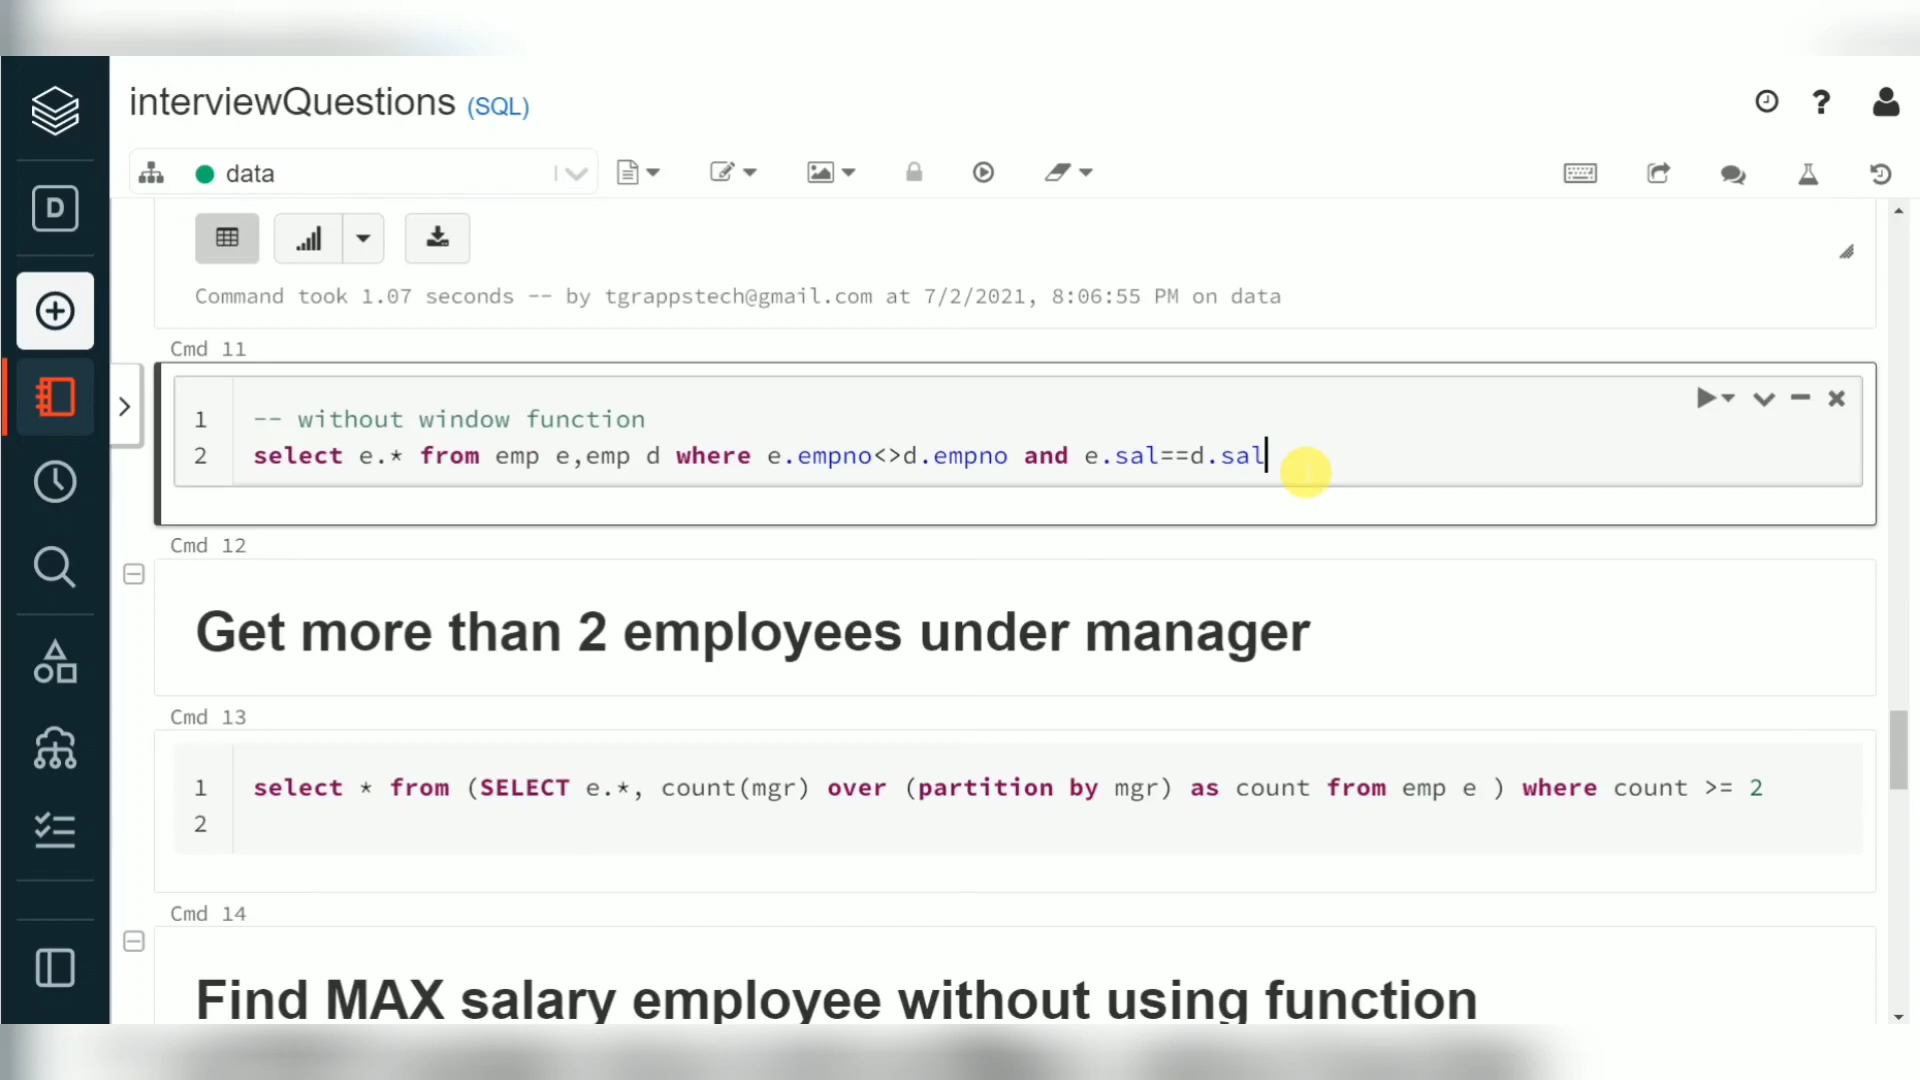 interviewQuestions (SQL)
?
data
D
Command took 1.07 seconds -- by tgrappstech@gmail.com at 7/2/2021, 8:06:55 PM on data
Cmd 11
1 -- without window function
2 select e.* from emp e,emp d where e.empno<>d.empno and e.sal==d.sal
Cmd 12
Get more than 2 employees under manager
Cmd 13
1 select * from (SELECT e.*, count(mgr) over (partition by mgr) as count from emp e ) where count >= 2
2
Cmd 14
Find MAX salary employee without using function